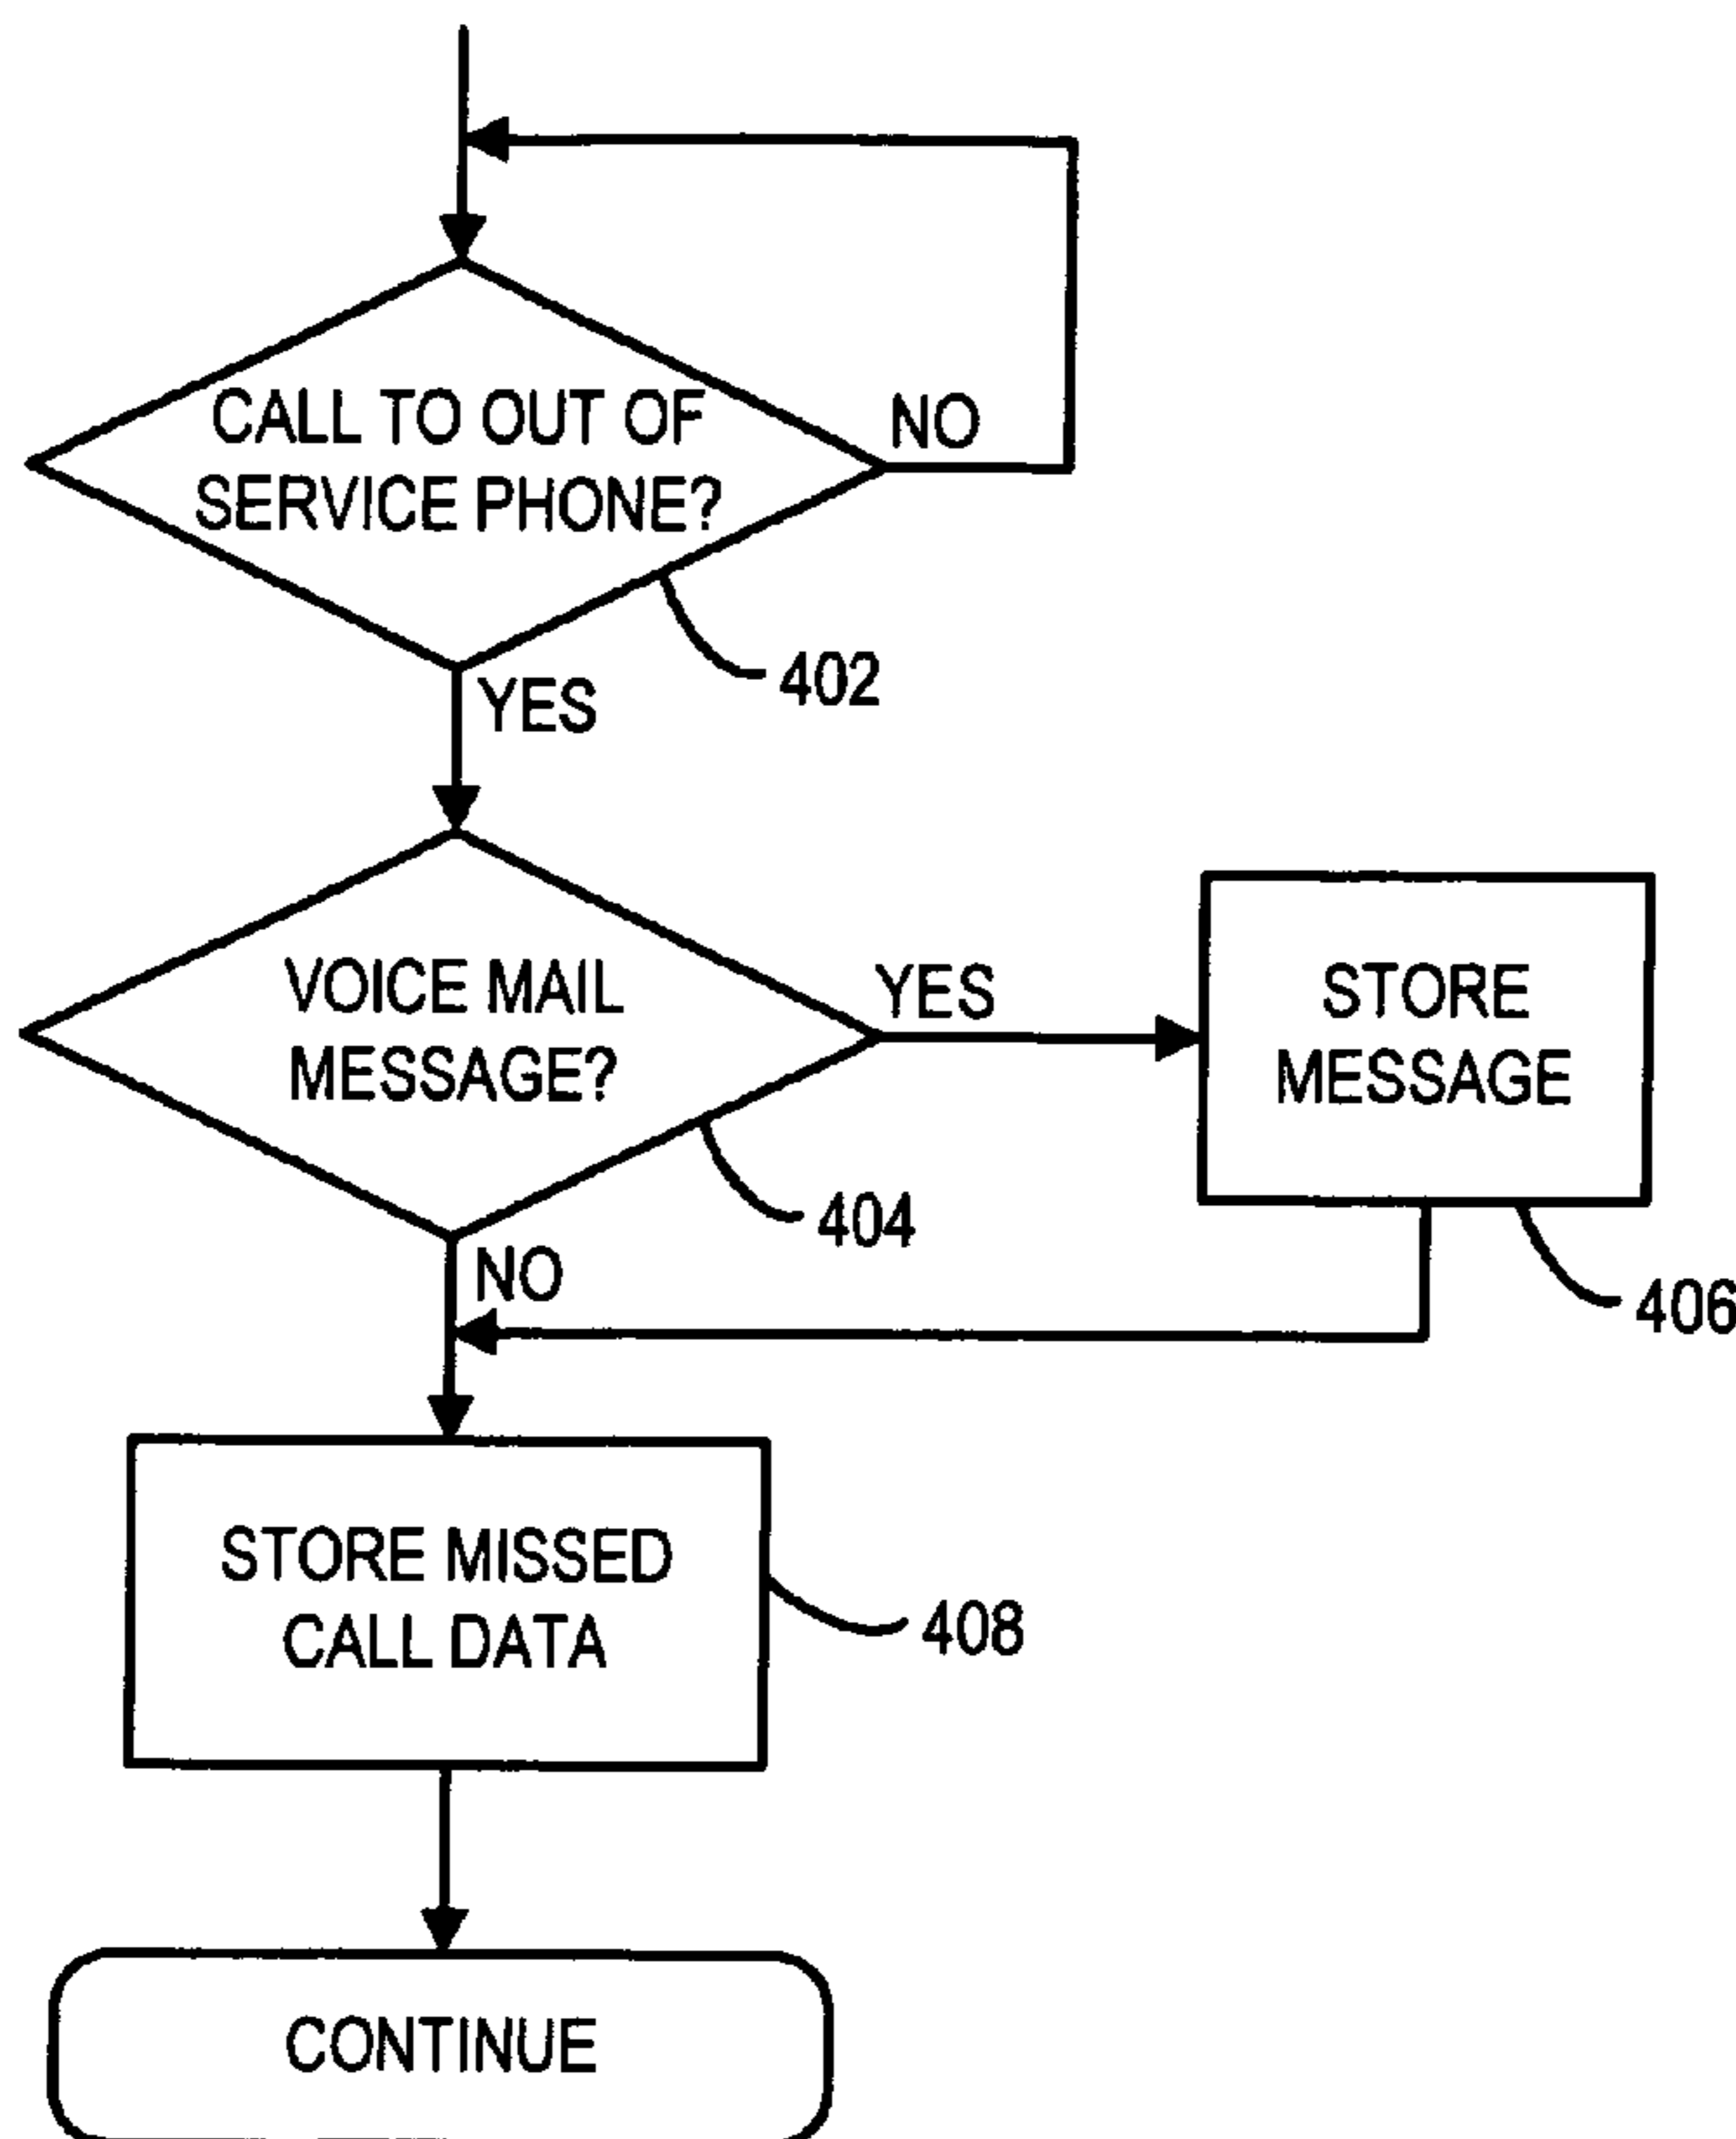 CALL TO OUT OF
SERVICE PHONE?
NO
402
YES
VOICE MAIL
MESSAGE?
YES
STORE
MESSAGE
404
NO
406
STORE MISSED
CALL DATA
408
CONTINUE